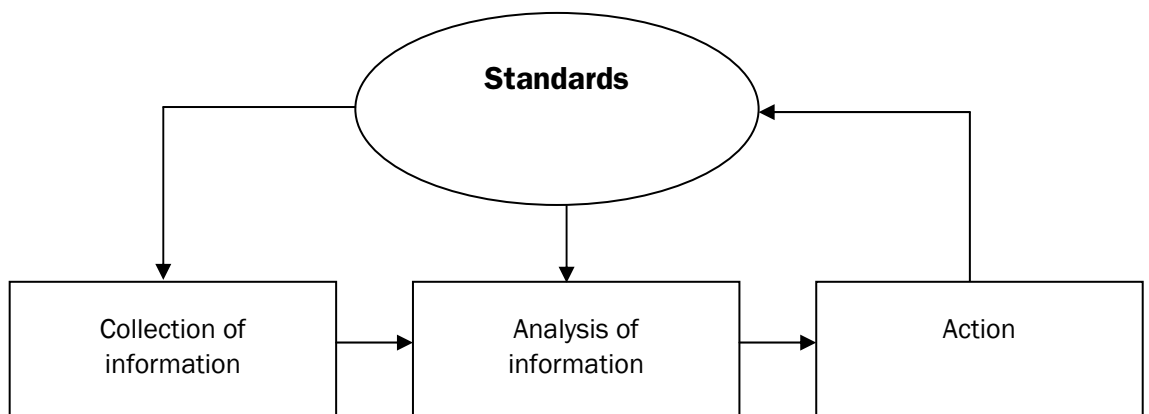 Standards
Collection of
information
Analysis of
information
Action